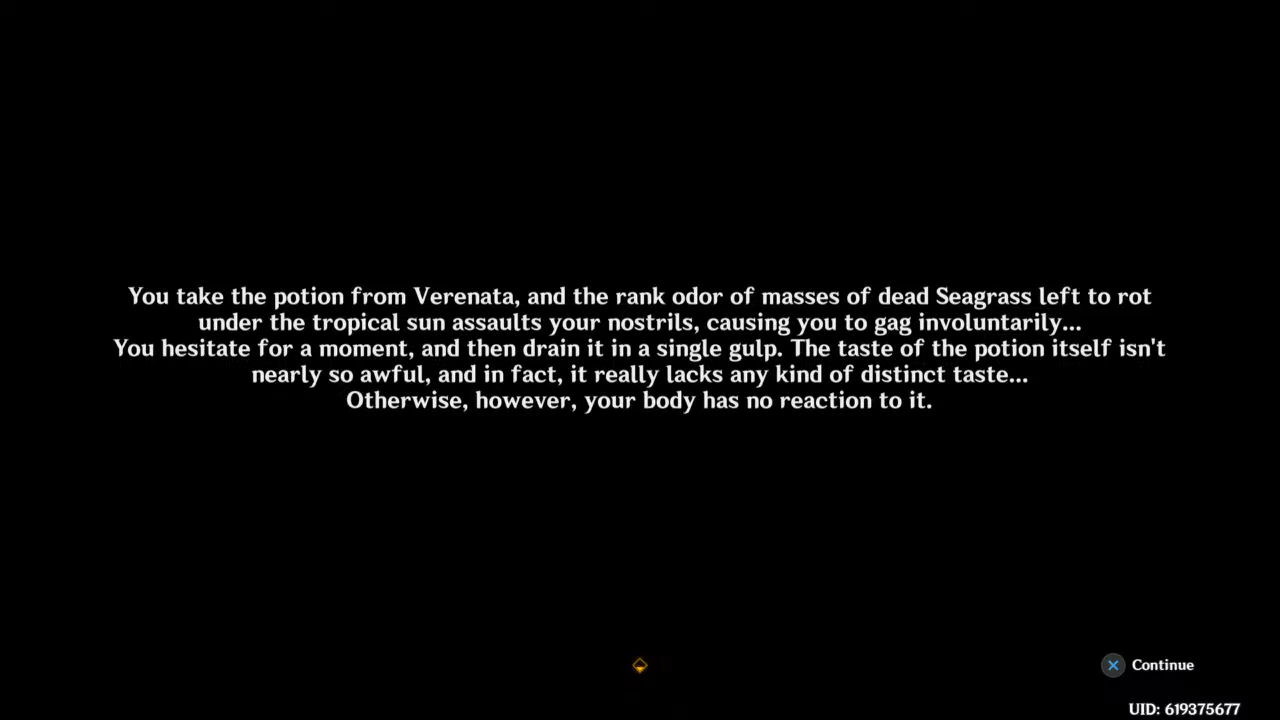 You take the potion from Verenata, and the rank odor of masses of dead Seagrass left to rot
under the tropical sun assaults your nostrils, causing you to gag involuntarily...
You hesitate for a moment, and then drain it in a single gulp. The taste of the potion itself isn't
nearly so awful, and in fact, it really lacks any kind of distinct taste...
Otherwise, however, your body has no reaction to it.
Continue
UID: 619375677